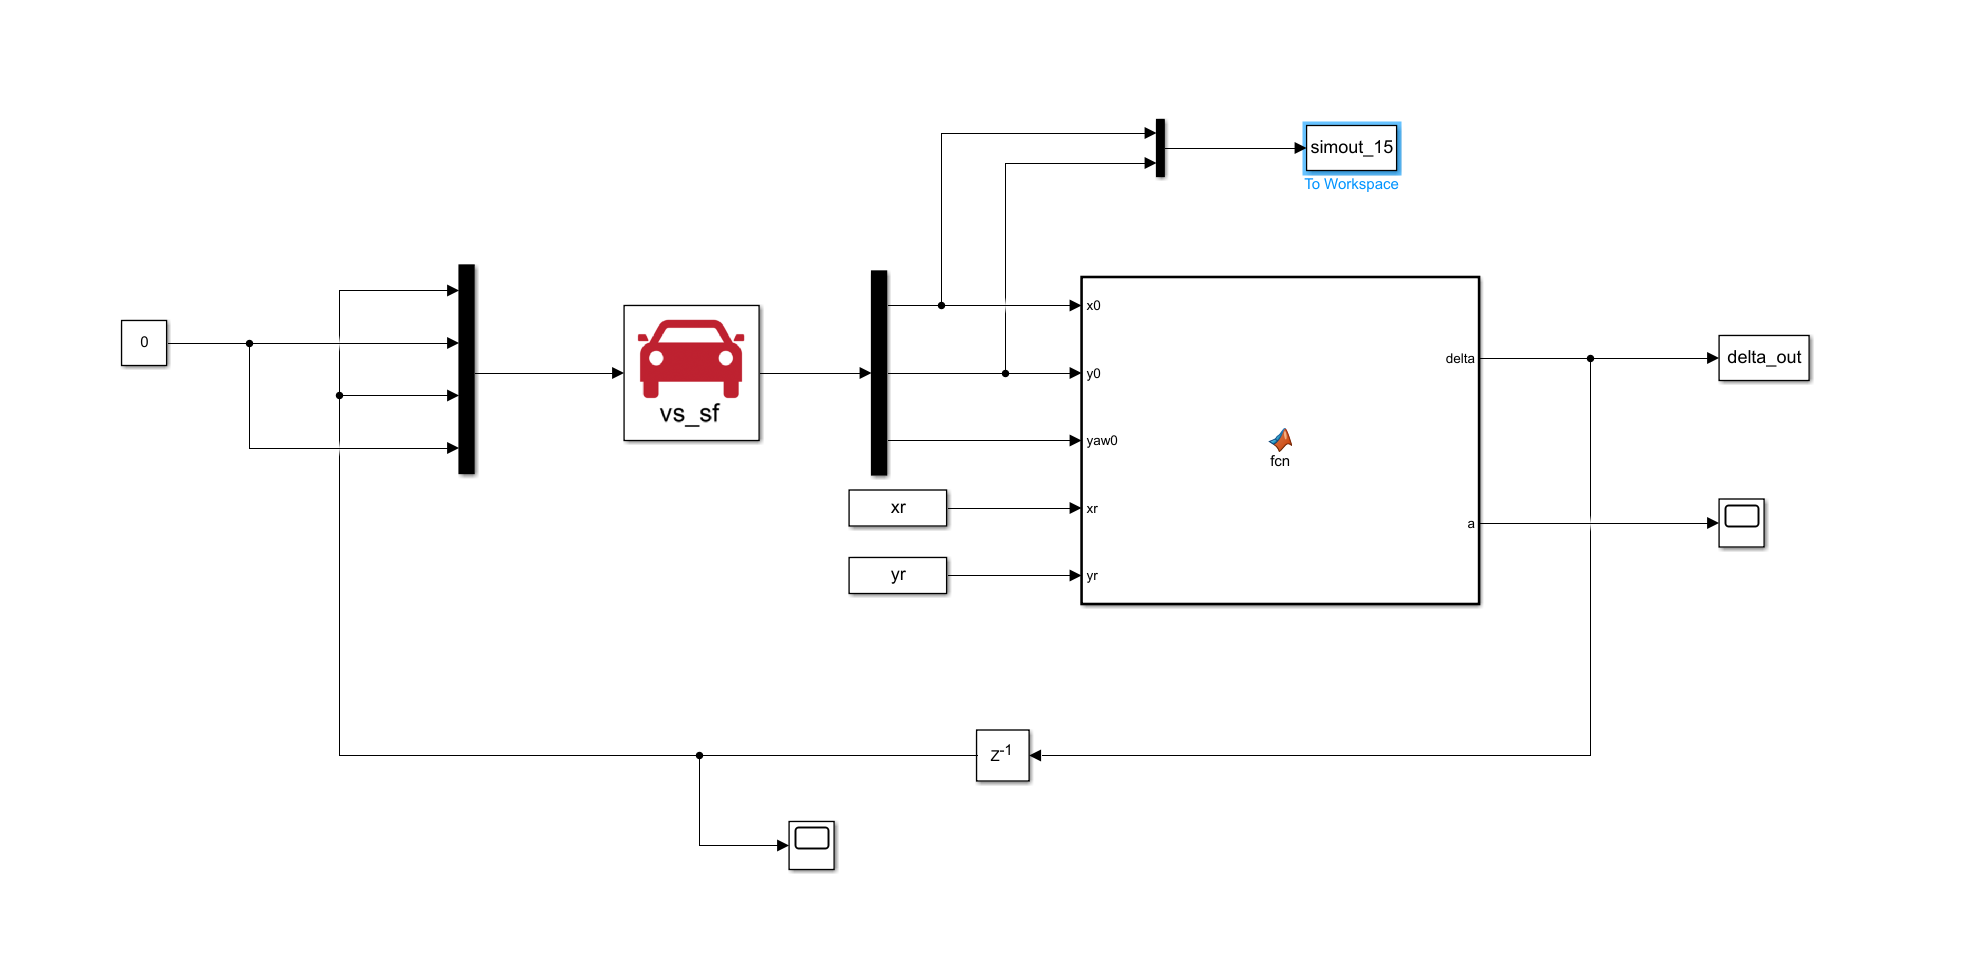 simout_15
To Workspace
0
vs_sf
x0
y0
yaw0
xr
xr
yr
yr
fcn
delta
a
delta_out
z-1